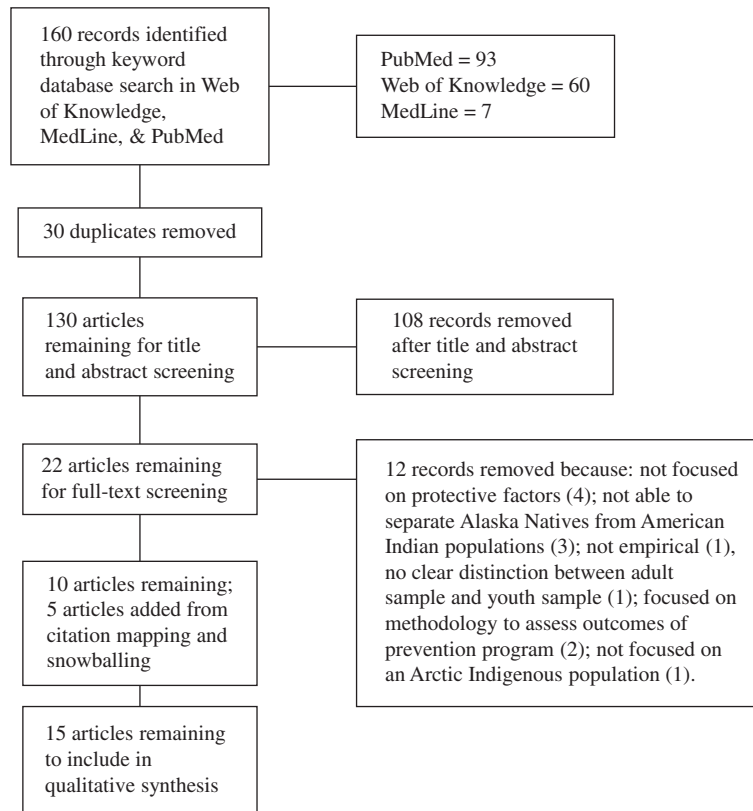 160 records identified
through keyword
database search in Web
of Knowledge,
MedLine, & PubMed
PubMed = 93
Web of Knowledge = 60
MedLine = 7
30 duplicates removed
130 articles
remaining for title
and abstract screening
108 records removed
after title and abstract
screening
22 articles remaining
for full-text screening
12 records removed because: not focused
on protective factors (4); not able to
separate Alaska Natives from American
Indian populations (3); not empirical (1),
no clear distinction between adult
sample and youth sample (1); focused on
methodology to assess outcomes of
prevention program (2); not focused on
an Arctic Indigenous population (1).
10 articles remaining;
5 articles added from
citation mapping and
snowballing
15 articles remaining
to include in
qualitative synthesis